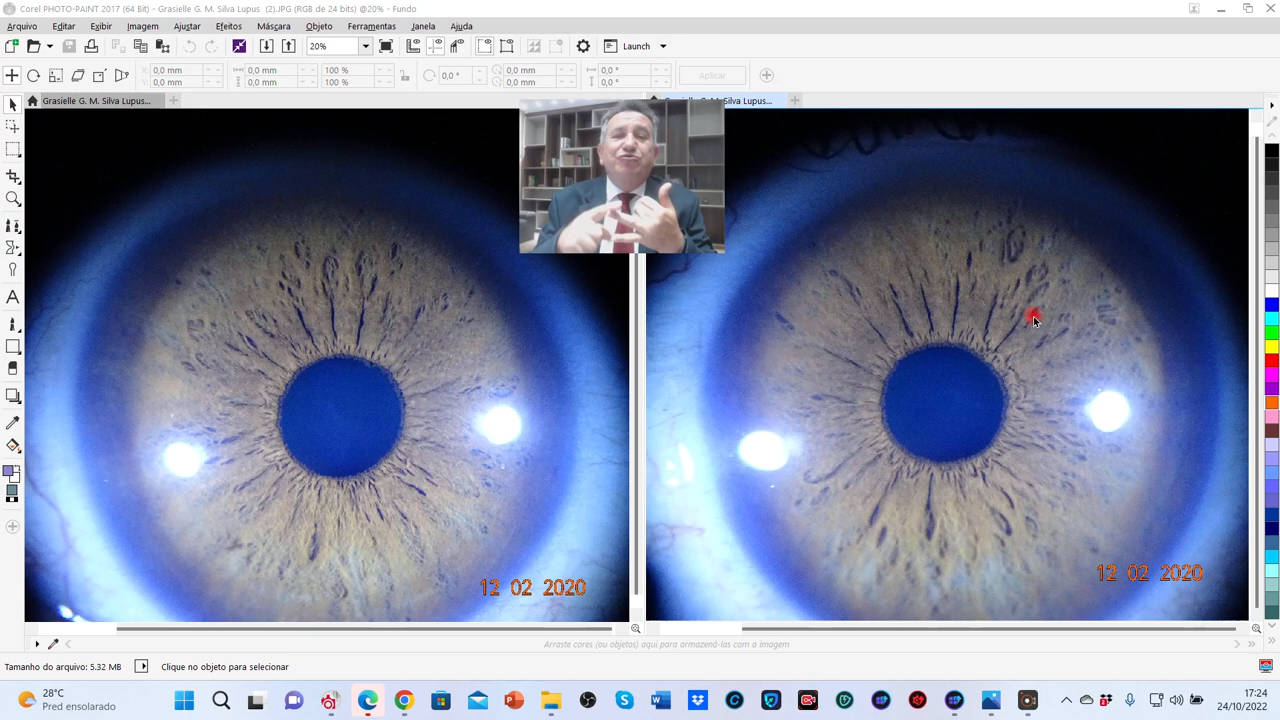 Corel PHOTO-PAINT 2017 (64 Bit) - Grasielle G. M. Silva Lupus (2).JPG (RGB de 24 bits) @20% - Fundo
Arquivo Editar Exibir Imagem Ajustar Efeitos Máscara Objeto Ferramentas Janela Ajuda
20% Launch
X: 0,0 mm 0,0 mm 100 % 0,0 ° 0,0 mm 0,0 ° Aplicar
Y: 0,0 mm 0,0 mm 100 % 0,0 mm 0,0 °
Grasielle G. M. Silva Lupus... Grasielle G. M. Silva Lupus...
12 02 2020
12 02 2020
Arraste cores (ou objetos) aqui para armazená-las com a imagem
Tamanho do arquivo: 5.32 MB Clique no objeto para selecionar
28°C
Pred ensolarado
17:24
24/10/2022